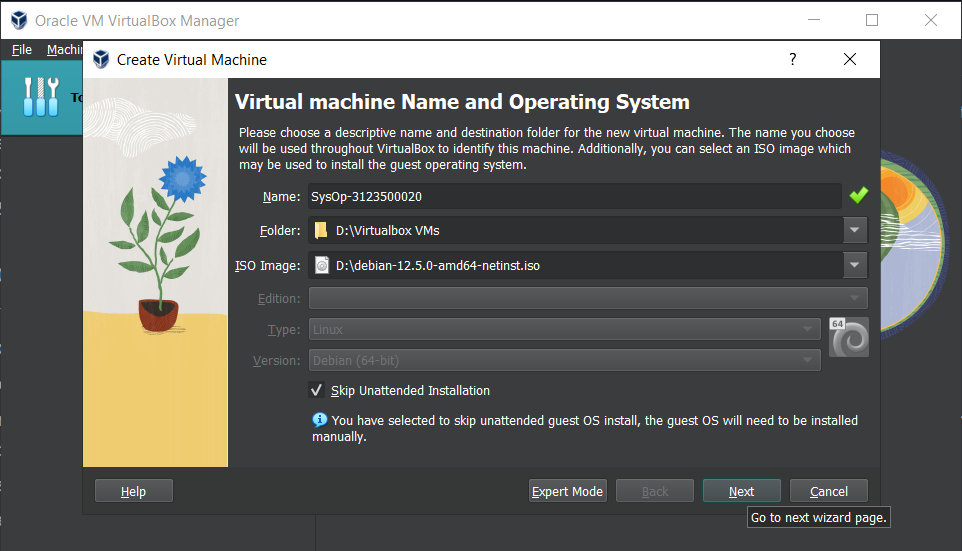 Oracle VM VirtualBox Manager
File Machin
Create Virtual Machine ?
Virtual machine Name and Operating System
Please choose a descriptive name and destination folder for the new virtual machine. The name you choose
will be used throughout VirtualBox to identify this machine. Additionally, you can select an ISO image which
may be used to install the guest operating system.
Name: SysOp-3123500020
Folder: D:\Virtualbox VMs
ISO Image: D:\debian-12.5.0-amd64-netinst.iso
Edition:
Type: Linux
64
Version: Debian (64-bit)
Skip Unattended Installation
You have selected to skip unattended guest OS install, the guest OS will need to be installed
manually.
Help Expert Mode Back Next Cancel
Go to next wizard page.